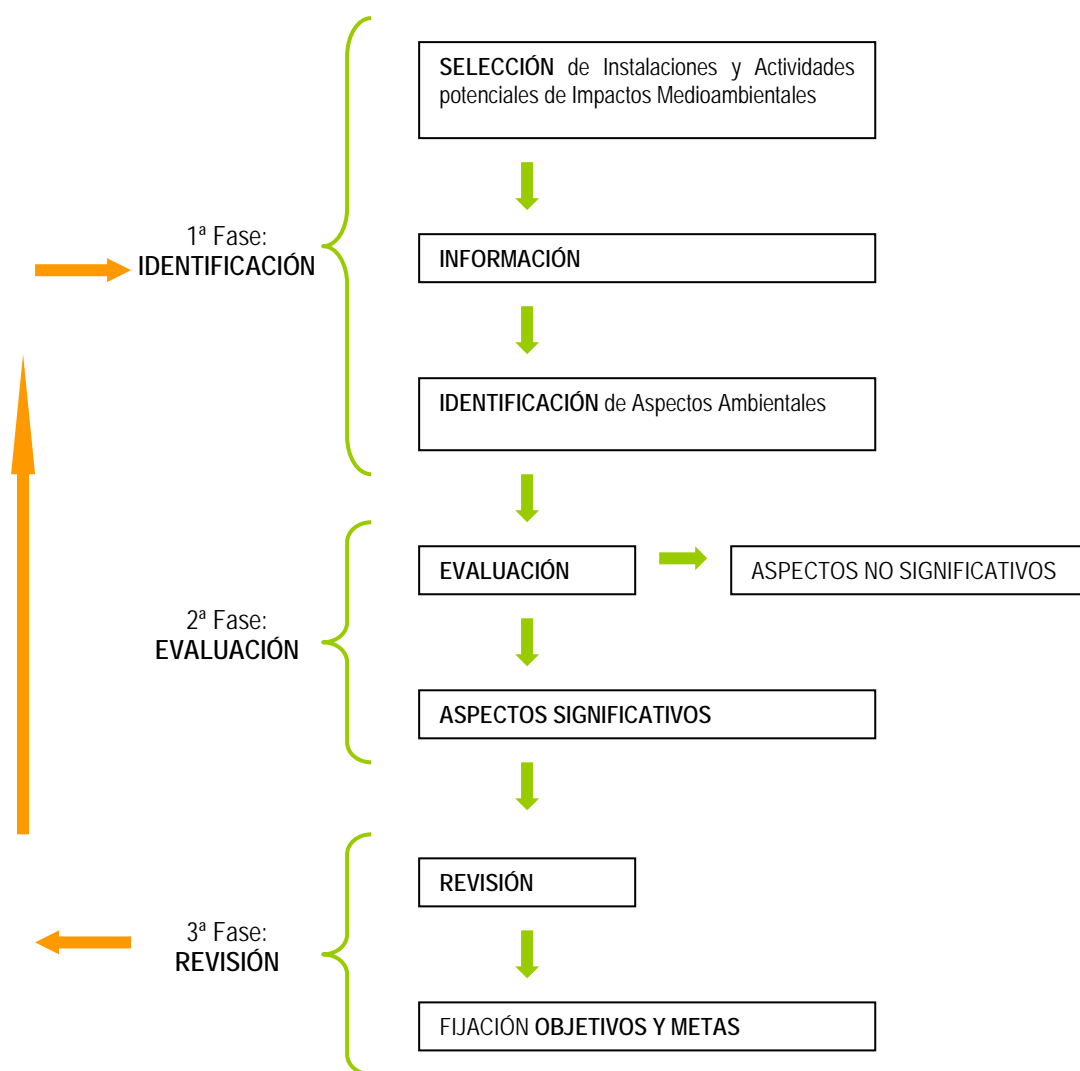 SELECCIÓN de Instalaciones y Actividades
potenciales de Impactos Medioambientales
1ª Fase:
IDENTIFICACIÓN
INFORMACIÓN
IDENTIFICACIÓN de Aspectos Ambientales
EVALUACIÓN
ASPECTOS NO SIGNIFICATIVOS
2ª Fase:
EVALUACIÓN
ASPECTOS SIGNIFICATIVOS
REVISIÓN
3ª Fase:
REVISIÓN
FIJACIÓN OBJETIVOS Y METAS